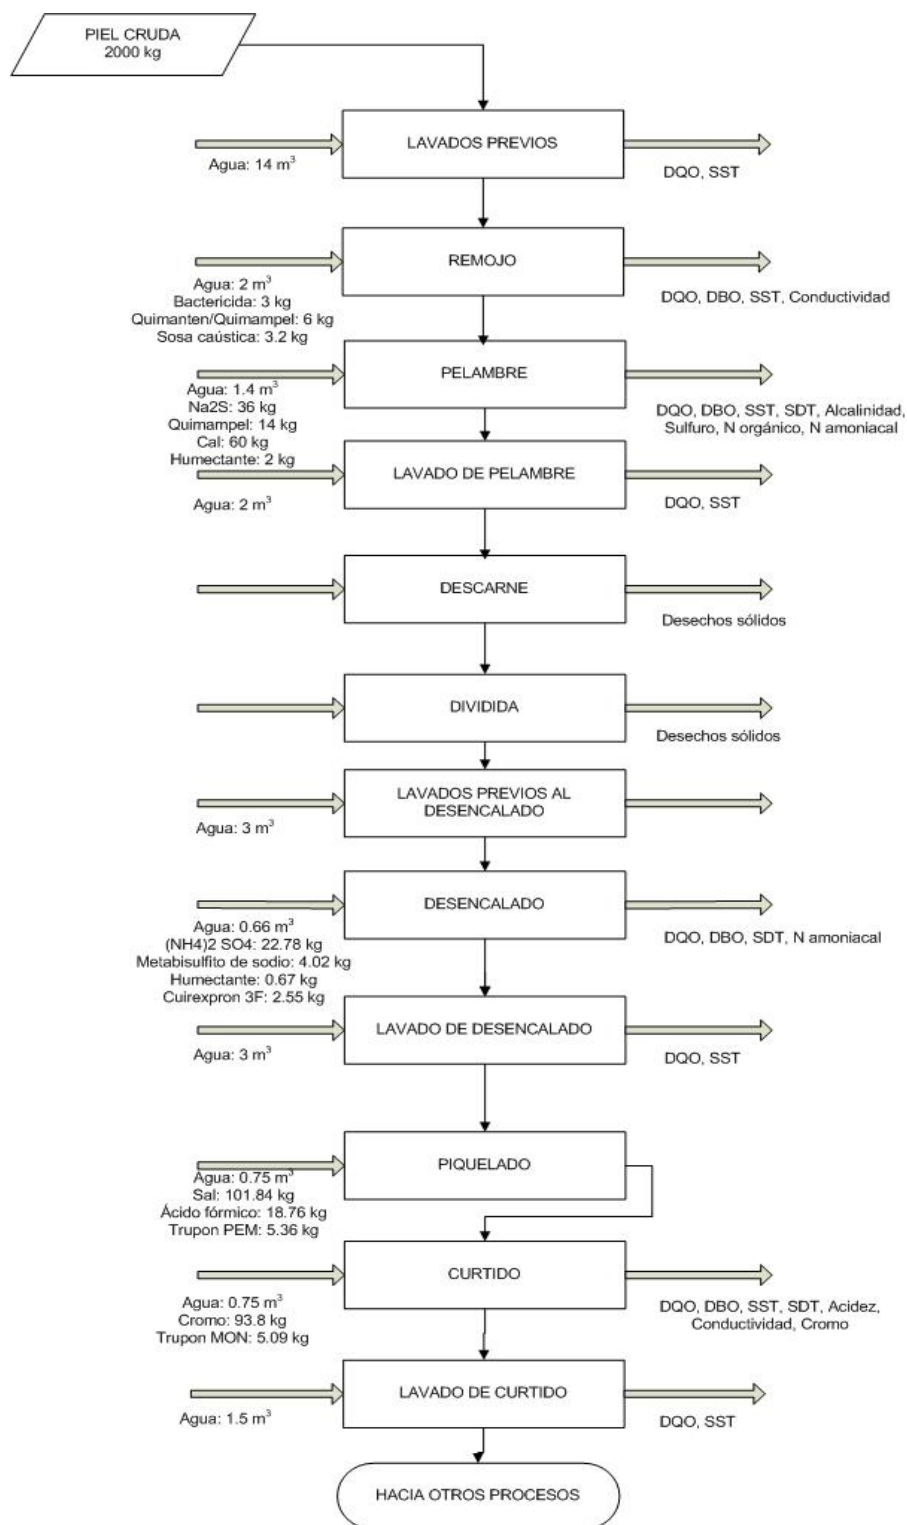 PIEL CRUDA
2000 kg
LAVADOS PREVIOS
Agua: 14 m³
DQO, SST
REMOJO
Agua: 2 m³
Bactericida: 3 kg
Quimanten/Quimampel: 6 kg
Sosa caústica: 3.2 kg
DQO, DBO, SST, Conductividad
PELAMBRE
Agua: 1.4 m³
Na2S: 36 kg
Quimampel: 14 kg
Cal: 60 kg
Humectante: 2 kg
DQO, DBO, SST, SDT, Alcalinidad,
Sulfuro, N orgánico, N amoniacal
LAVADO DE PELAMBRE
Agua: 2 m³
DQO, SST
DESCARNE
Desechos sólidos
DIVIDIDA
Desechos sólidos
LAVADOS PREVIOS AL
DESENCALADO
Agua: 3 m³
DESENCALADO
Agua: 0.66 m³
(NH4)2 SO4: 22.78 kg
Metabisulfito de sodio: 4.02 kg
Humectante: 0.67 kg
Cuirexpron 3F: 2.55 kg
DQO, DBO, SDT, N amoniacal
LAVADO DE DESENCALADO
Agua: 3 m³
DQO, SST
PIQUELADO
Agua: 0.75 m³
Sal: 101.84 kg
Ácido fórmico: 18.76 kg
Trupon PEM: 5.36 kg
CURTIDO
Agua: 0.75 m³
Cromo: 93.8 kg
Trupon MON: 5.09 kg
DQO, DBO, SST, SDT, Acidez,
Conductividad, Cromo
LAVADO DE CURTIDO
Agua: 1.5 m³
DQO, SST
HACIA OTROS PROCESOS